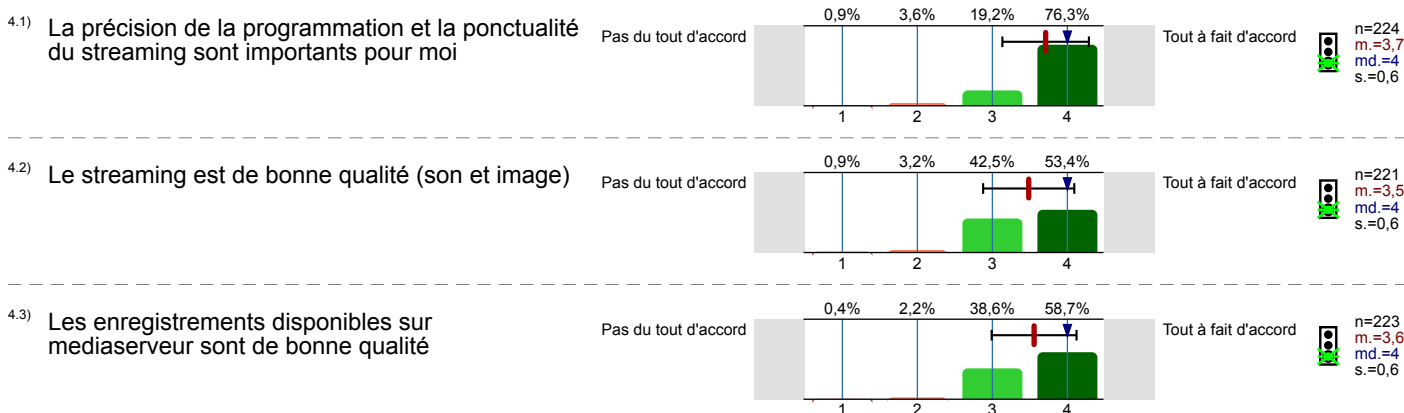 4.1) La précision de la programmation et la ponctualité
du streaming sont importants pour moi
Pas du tout d'accord
0,9% 3,6% 19,2% 76,3%
1 2 3 4
Tout à fait d'accord
n=224
m.=3,7
md.=4
s.=0,6
4.2) Le streaming est de bonne qualité (son et image)
Pas du tout d'accord
0,9% 3,2% 42,5% 53,4%
1 2 3 4
Tout à fait d'accord
n=221
m.=3,5
md.=4
s.=0,6
4.3) Les enregistrements disponibles sur
mediaserveur sont de bonne qualité
Pas du tout d'accord
0,4% 2,2% 38,6% 58,7%
1 2 3 4
Tout à fait d'accord
n=223
m.=3,6
md.=4
s.=0,6